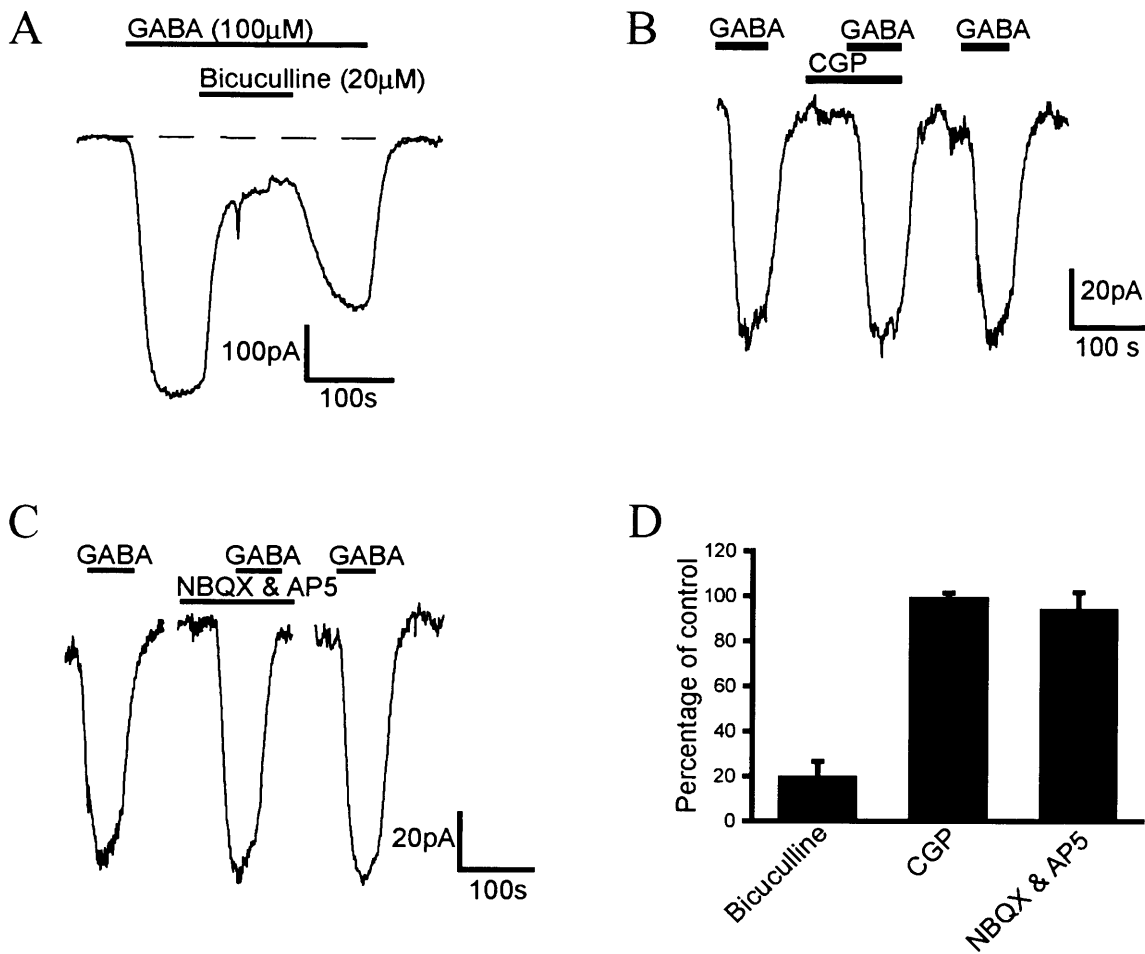 A
GABA (100μM)
Bicuculline (20μM)
100pA
100s
B
GABA GABA GABA
CGP
20pA
100 s
C
GABA GABA GABA
NBQX & AP5
20pA
100s
D
Percentage of control
120
100
80
60
40
20
0
Bicuculline
CGP
NBQX & AP5